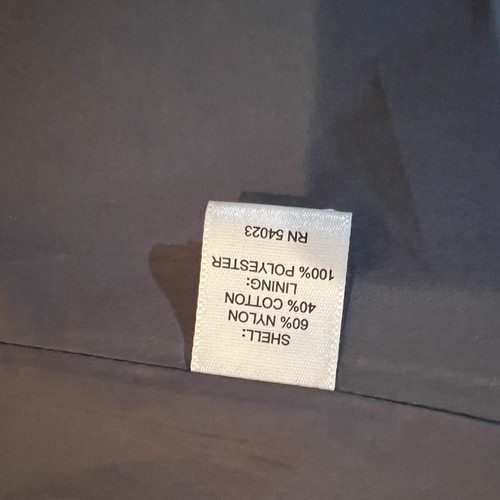 SHELL:
60% NYLON
40% COTTON
LINING:
100% POLYESTER
RN 54023